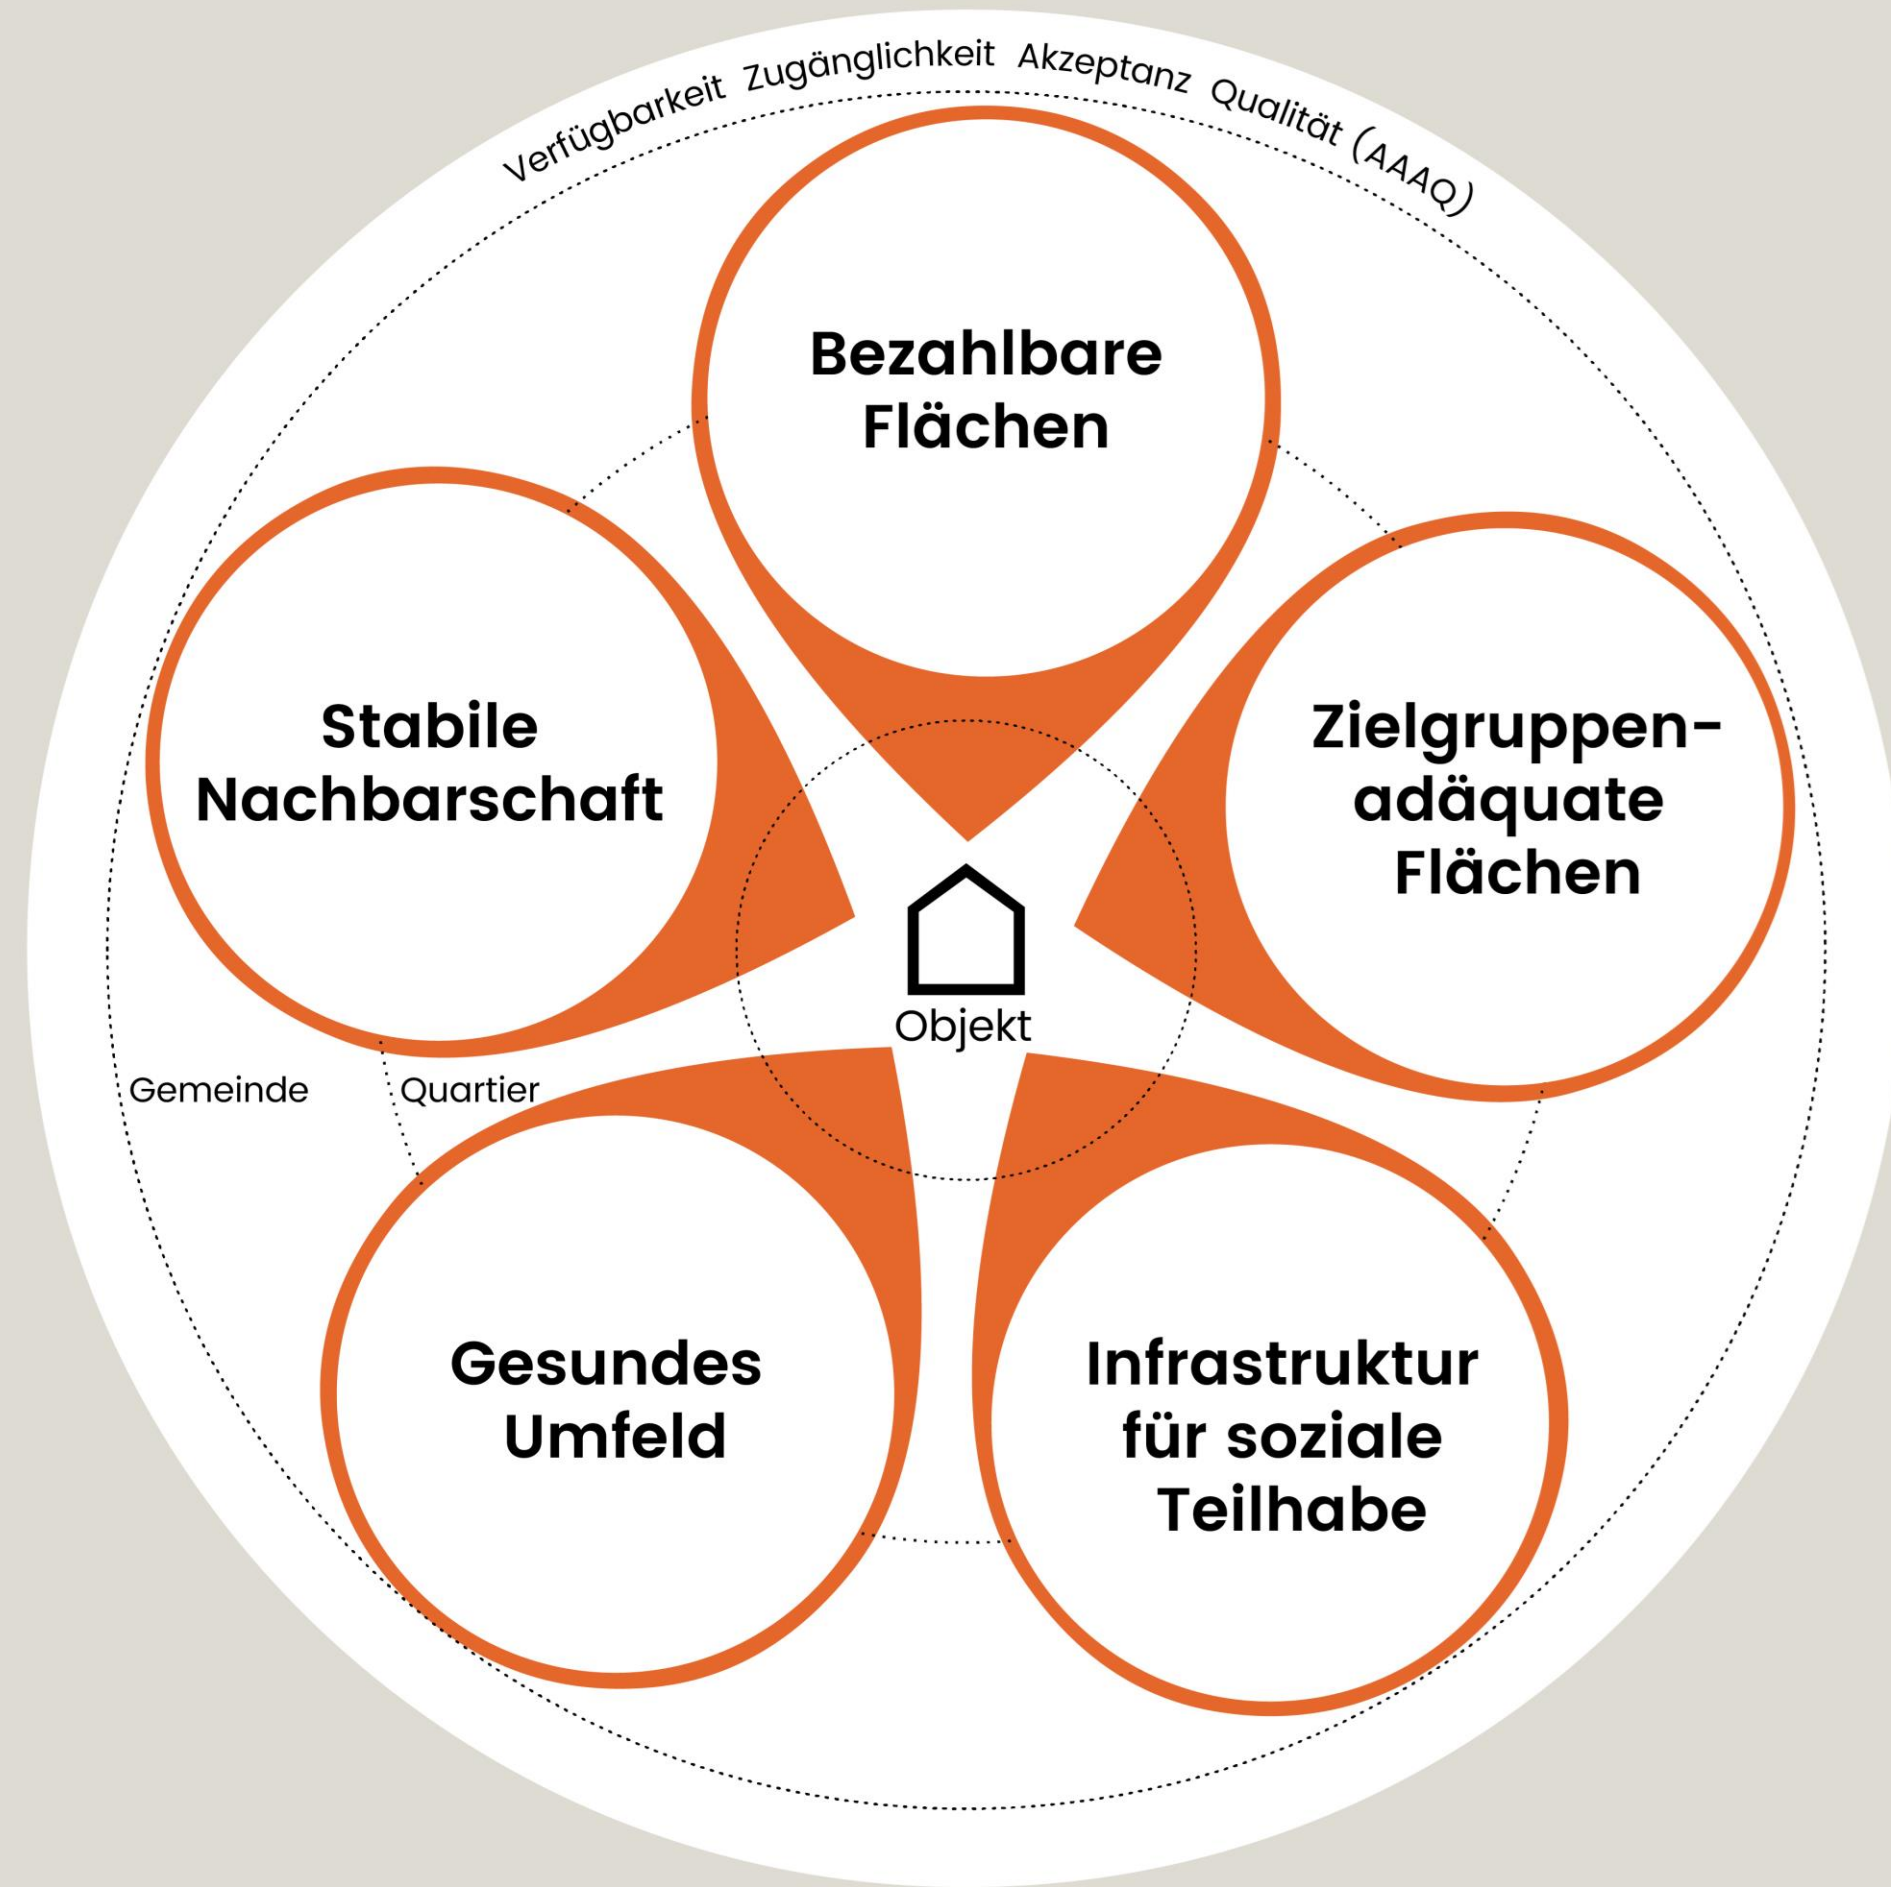 Verfügbarkeit Zugänglichkeit Akzeptanz Qualität (AAAQ)
Bezahlbare
Flächen
Stabile
Nachbarschaft
Zielgruppen-
adäquate
Flächen
Objekt
Gemeinde
Quartier
Gesundes
Umfeld
Infrastruktur
für soziale
Teilhabe